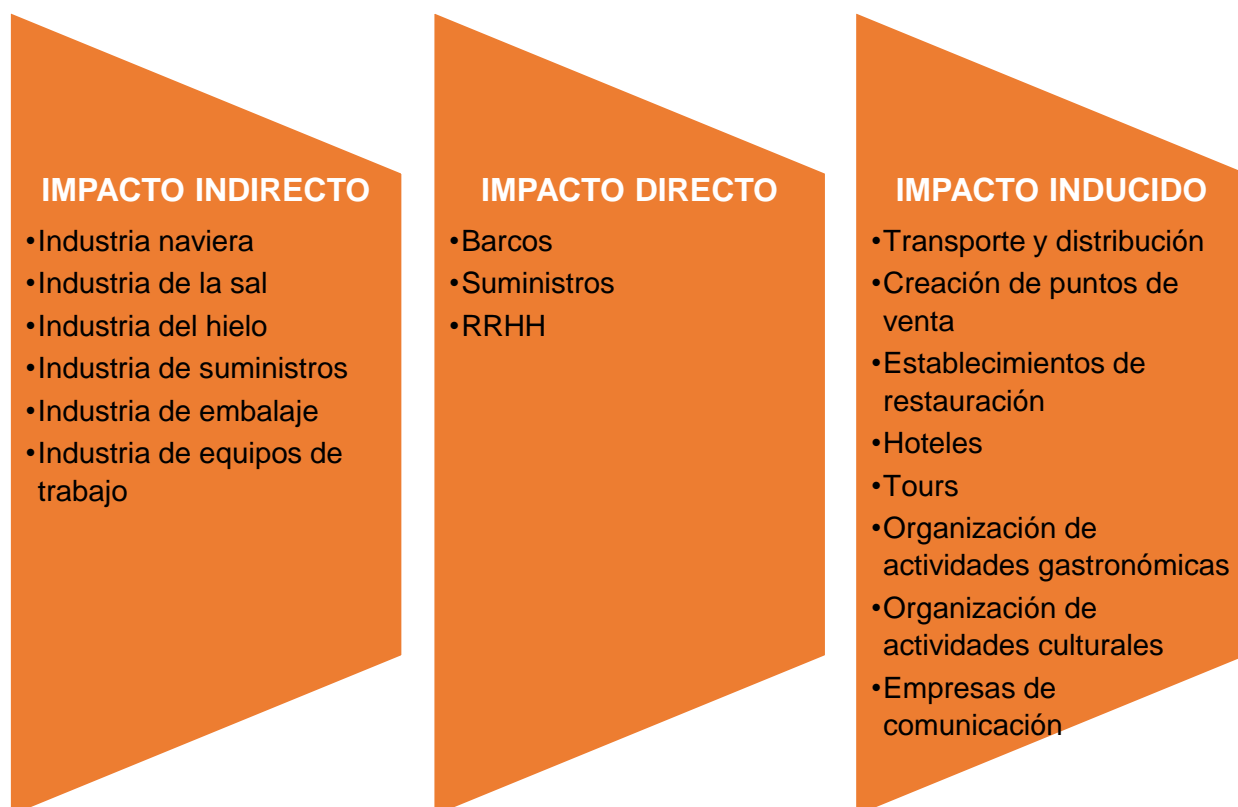 IMPACTO INDIRECTO
•Industria naviera
•Industria de la sal
•Industria del hielo
•Industria de suministros
•Industria de embalaje
•Industria de equipos de
trabajo
IMPACTO DIRECTO
•Barcos
•Suministros
•RRHH
IMPACTO INDUCIDO
•Transporte y distribución
•Creación de puntos de
venta
•Establecimientos de
restauración
•Hoteles
•Tours
•Organización de
actividades gastronómicas
•Organización de
actividades culturales
•Empresas de
comunicación